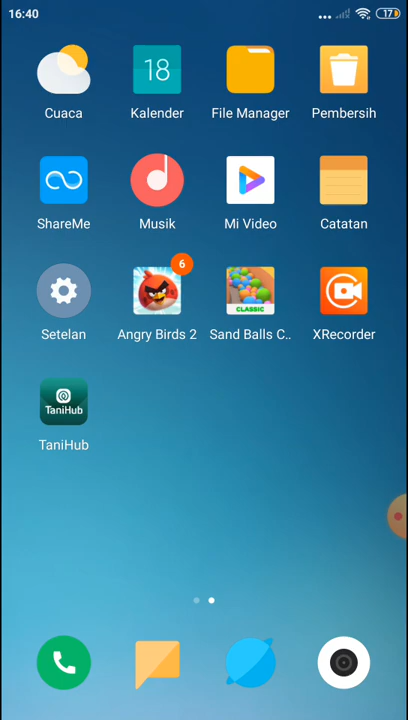 16:40
17
18
Cuaca
Kalender
File Manager
Pembersih
ShareMe
Musik
Mi Video
Catatan
6
CLASSIC
Setelan
Angry Birds 2
Sand Balls C..
XRecorder
TaniHub
TaniHub